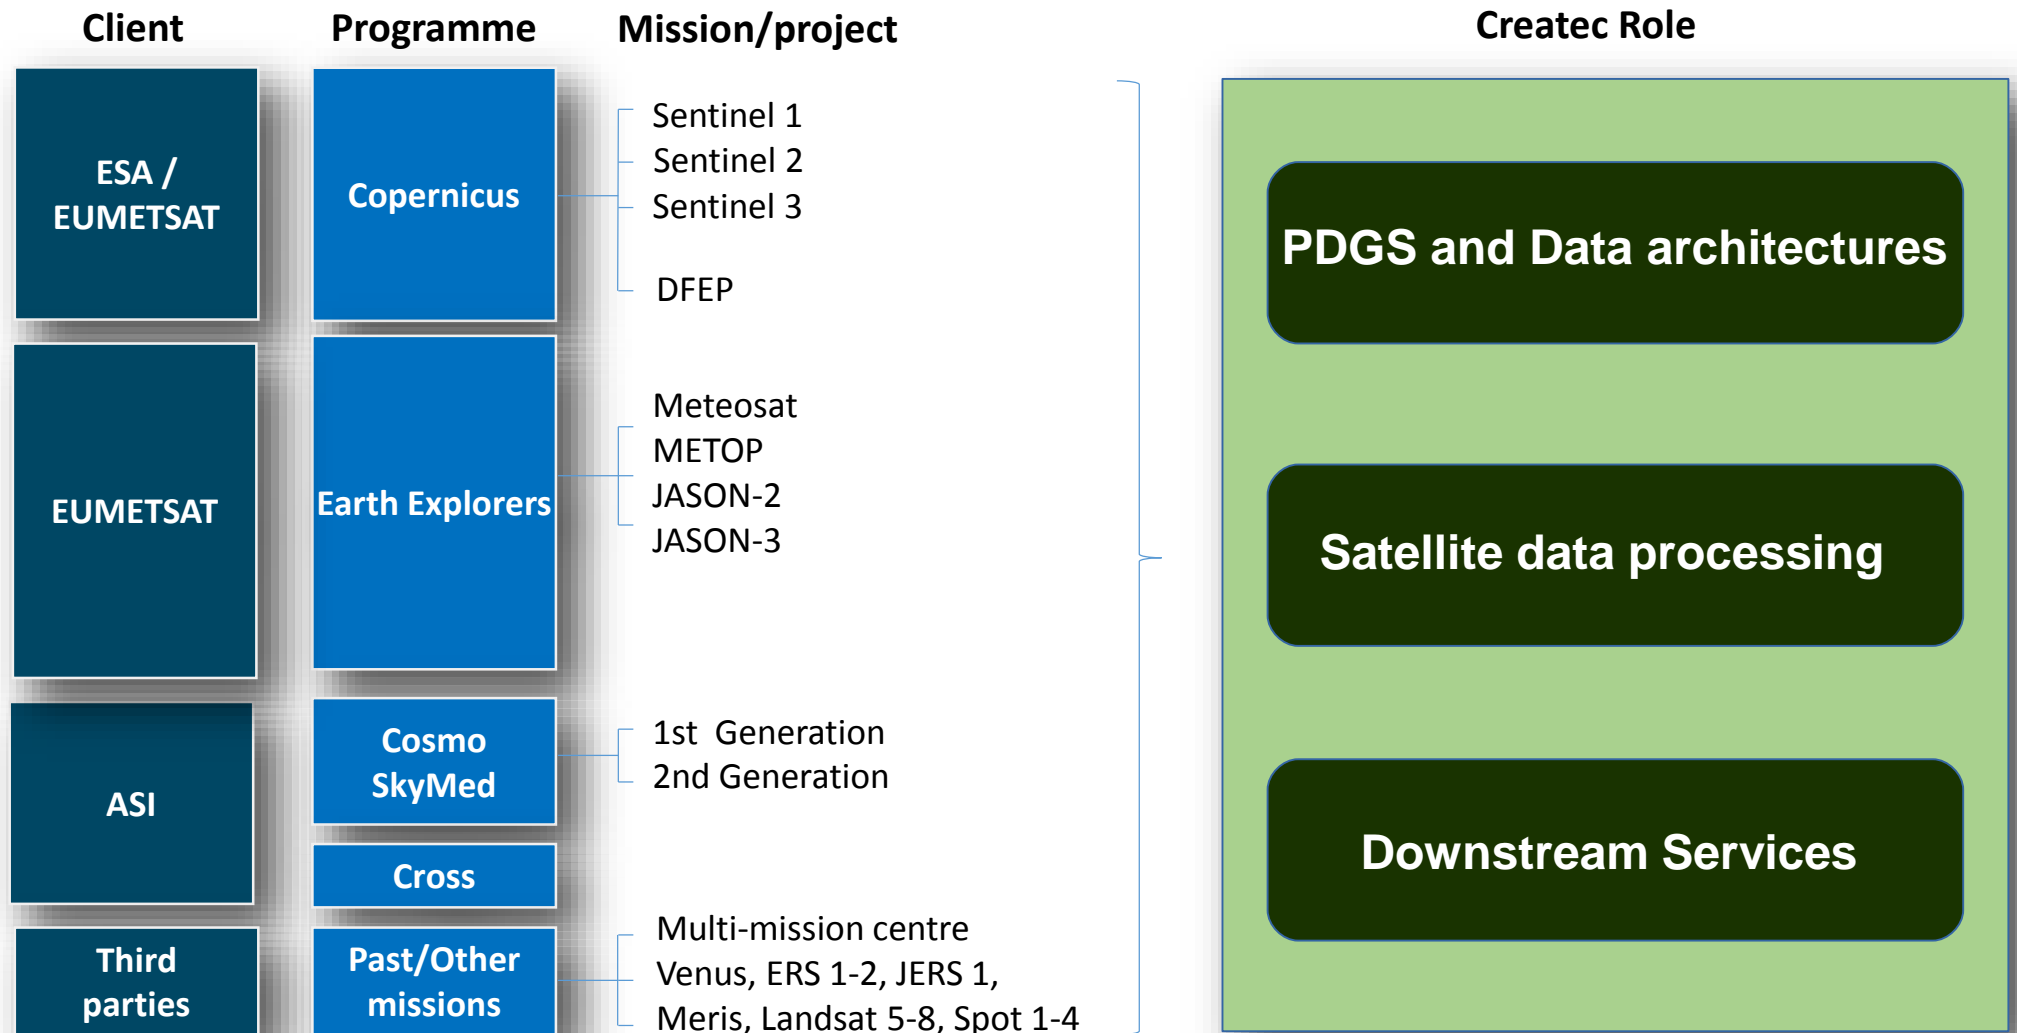 Client
Programme
Mission/project
Createc Role
ESA /
EUMETSAT
Copernicus
Sentinel 1
Sentinel 2
Sentinel 3
DFEP
EUMETSAT
Earth Explorers
Meteosat
METOP
JASON-2
JASON-3
ASI
Cosmo
SkyMed
1st  Generation
2nd Generation
Cross
Third
parties
Past/Other
missions
Multi-mission centre
Venus, ERS 1-2, JERS 1,
Meris, Landsat 5-8, Spot 1-4
PDGS and Data architectures
Satellite data processing
Downstream Services